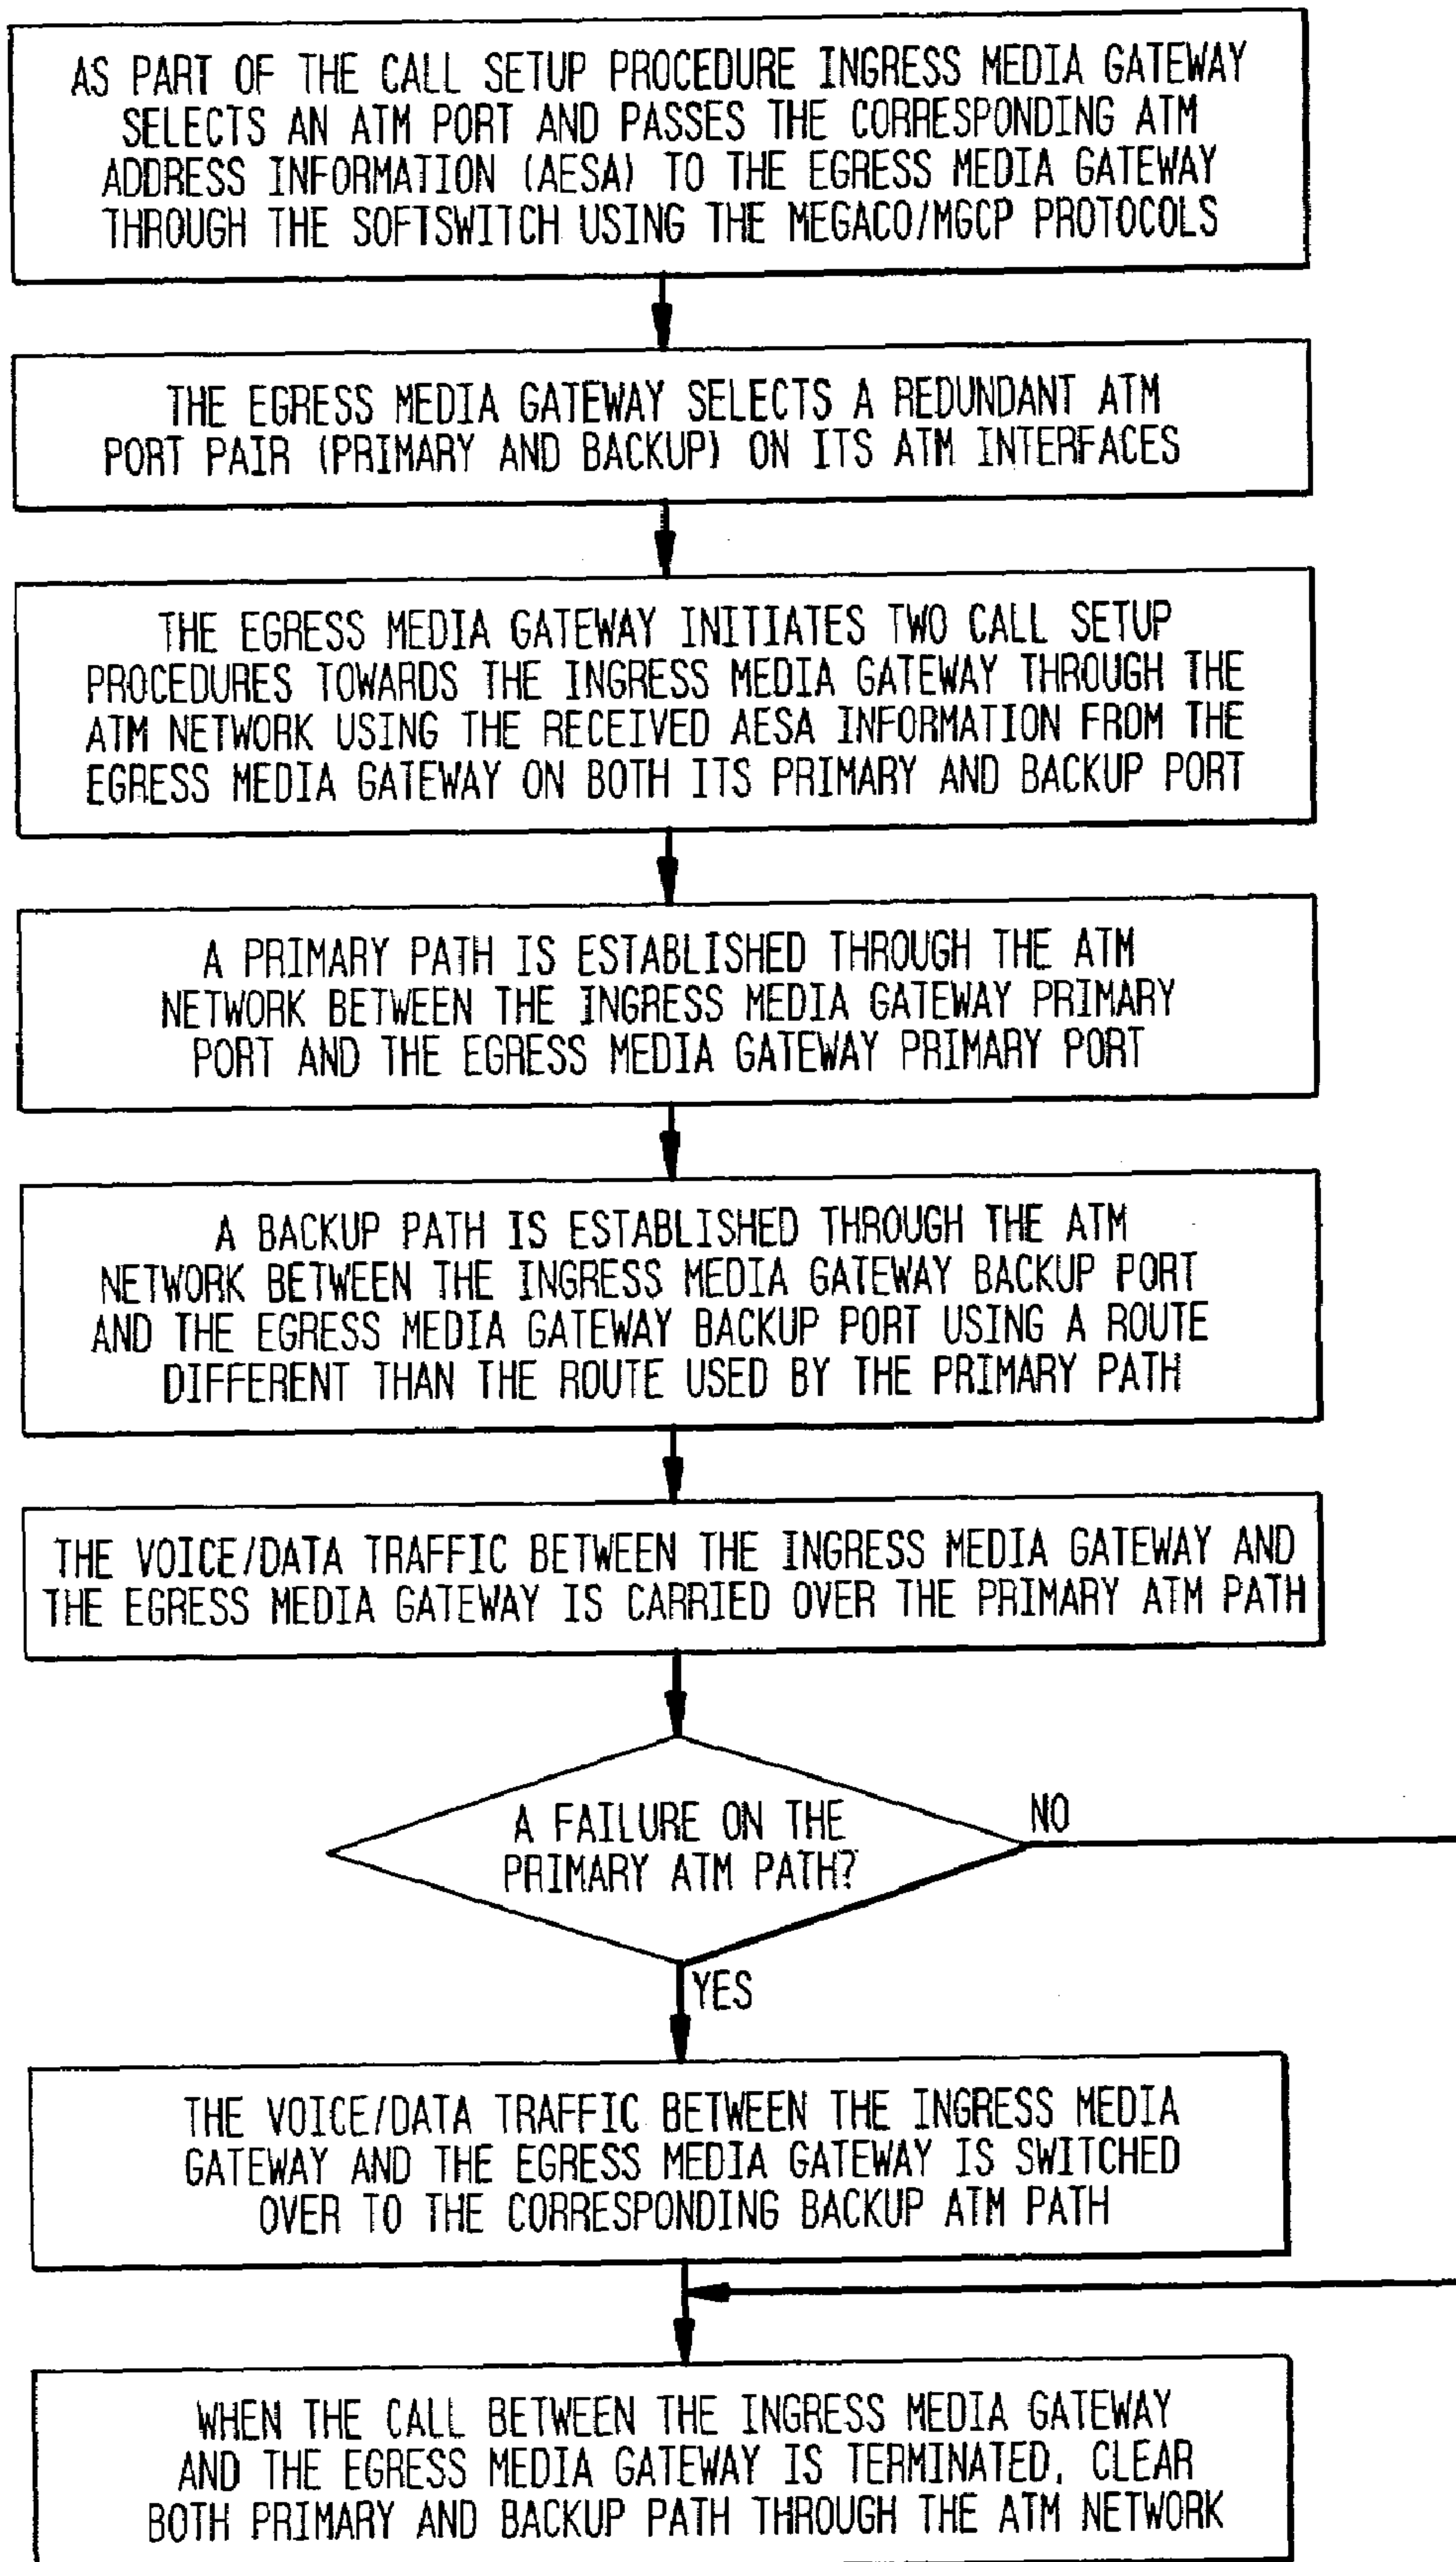 AS PART OF THE CALL SETUP PROCEDURE INGRESS MEDIA GATEWAY
SELECTS AN ATM PORT AND PASSES THE CORRESPONDING ATM
ADDRESS INFORMATION (AESA) TO THE EGRESS MEDIA GATEWAY
THROUGH THE SOFTSWITCH USING THE MEGACO/MGCP PROTOCOLS
THE EGRESS MEDIA GATEWAY SELECTS A REDUNDANT ATM
PORT PAIR (PRIMARY AND BACKUP) ON ITS ATM INTERFACES
THE EGRESS MEDIA GATEWAY INITIATES TWO CALL SETUP
PROCEDURES TOWARDS THE INGRESS MEDIA GATEWAY THROUGH THE
ATM NETWORK USING THE RECEIVED AESA INFORMATION FROM THE
EGRESS MEDIA GATEWAY ON BOTH ITS PRIMARY AND BACKUP PORT
A PRIMARY PATH IS ESTABLISHED THROUGH THE ATM
NETWORK BETWEEN THE INGRESS MEDIA GATEWAY PRIMARY
PORT AND THE EGRESS MEDIA GATEWAY PRIMARY PORT
A BACKUP PATH IS ESTABLISHED THROUGH THE ATM
NETWORK BETWEEN THE INGRESS MEDIA GATEWAY BACKUP PORT
AND THE EGRESS MEDIA GATEWAY BACKUP PORT USING A ROUTE
DIFFERENT THAN THE ROUTE USED BY THE PRIMARY PATH
THE VOICE/DATA TRAFFIC BETWEEN THE INGRESS MEDIA GATEWAY AND
THE EGRESS MEDIA GATEWAY IS CARRIED OVER THE PRIMARY ATM PATH
A FAILURE ON THE
PRIMARY ATM PATH?
NO
YES
THE VOICE/DATA TRAFFIC BETWEEN THE INGRESS MEDIA
GATEWAY AND THE EGRESS MEDIA GATEWAY IS SWITCHED
OVER TO THE CORRESPONDING BACKUP ATM PATH
WHEN THE CALL BETWEEN THE INGRESS MEDIA GATEWAY
AND THE EGRESS MEDIA GATEWAY IS TERMINATED, CLEAR
BOTH PRIMARY AND BACKUP PATH THROUGH THE ATM NETWORK